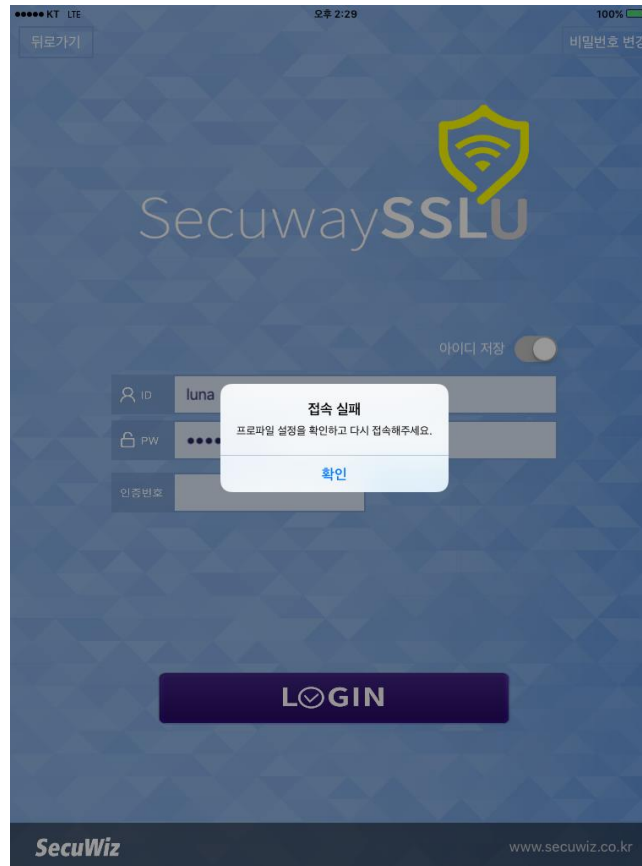 KT LTE 오후 2:29 100%
뒤로가기 비밀번호 변경
SecuwaySSLU
아이디 저장
ID luna
PW ••••
접속 실패
프로파일 설정을 확인하고 다시 접속해주세요.
확인
인증번호
LOGIN
SecuWiz www.secuwiz.co.kr